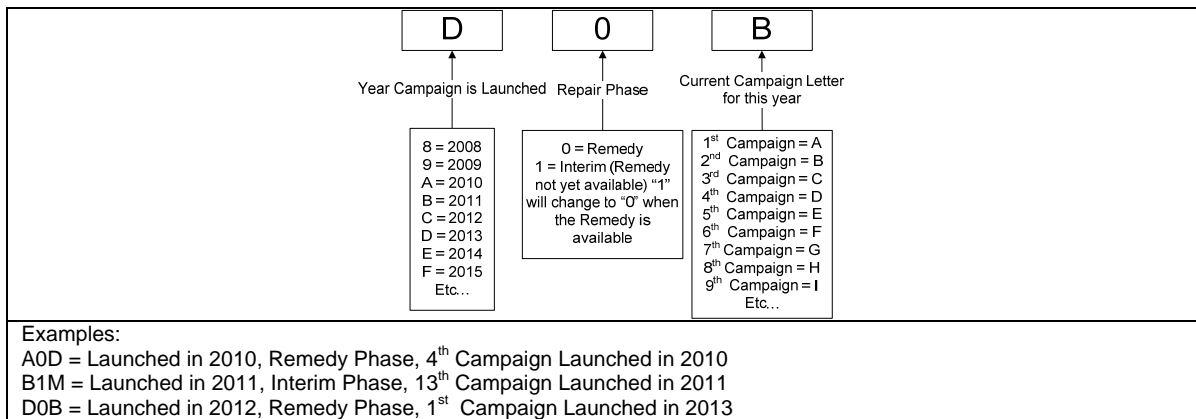 D 0 B
Year Campaign is Launched
Repair Phase
Current Campaign Letter
for this year
8 = 2008
9 = 2009
A = 2010
B = 2011
C = 2012
D = 2013
E = 2014
F = 2015
Etc...
0 = Remedy
1 = Interim (Remedy
not yet available) “1”
will change to “0” when
the Remedy is
available
1st Campaign = A
2nd Campaign = B
3rd Campaign = C
4th Campaign = D
5th Campaign = E
6th Campaign = F
7th Campaign = G
8th Campaign = H
9th Campaign = I
Etc...
Examples:
A0D = Launched in 2010, Remedy Phase, 4th Campaign Launched in 2010
B1M = Launched in 2011, Interim Phase, 13th Campaign Launched in 2011
D0B = Launched in 2012, Remedy Phase, 1st Campaign Launched in 2013